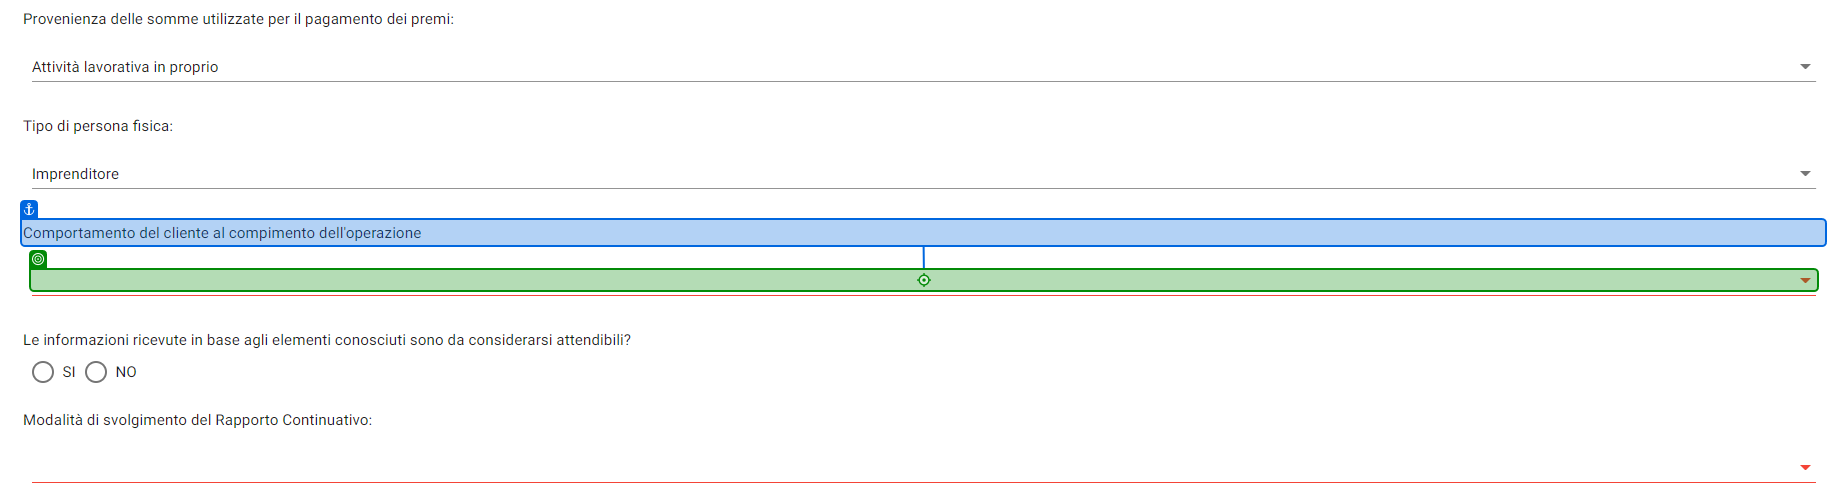 Provenienza delle somme utilizzate per il pagamento dei premi:
Attività lavorativa in proprio
Tipo di persona fisica:
Imprenditore
Comportamento del cliente al compimento dell'operazione
Le informazioni ricevute in base agli elementi conosciuti sono da considerarsi attendibili?
SI NO
Modalità di svolgimento del Rapporto Continuativo: